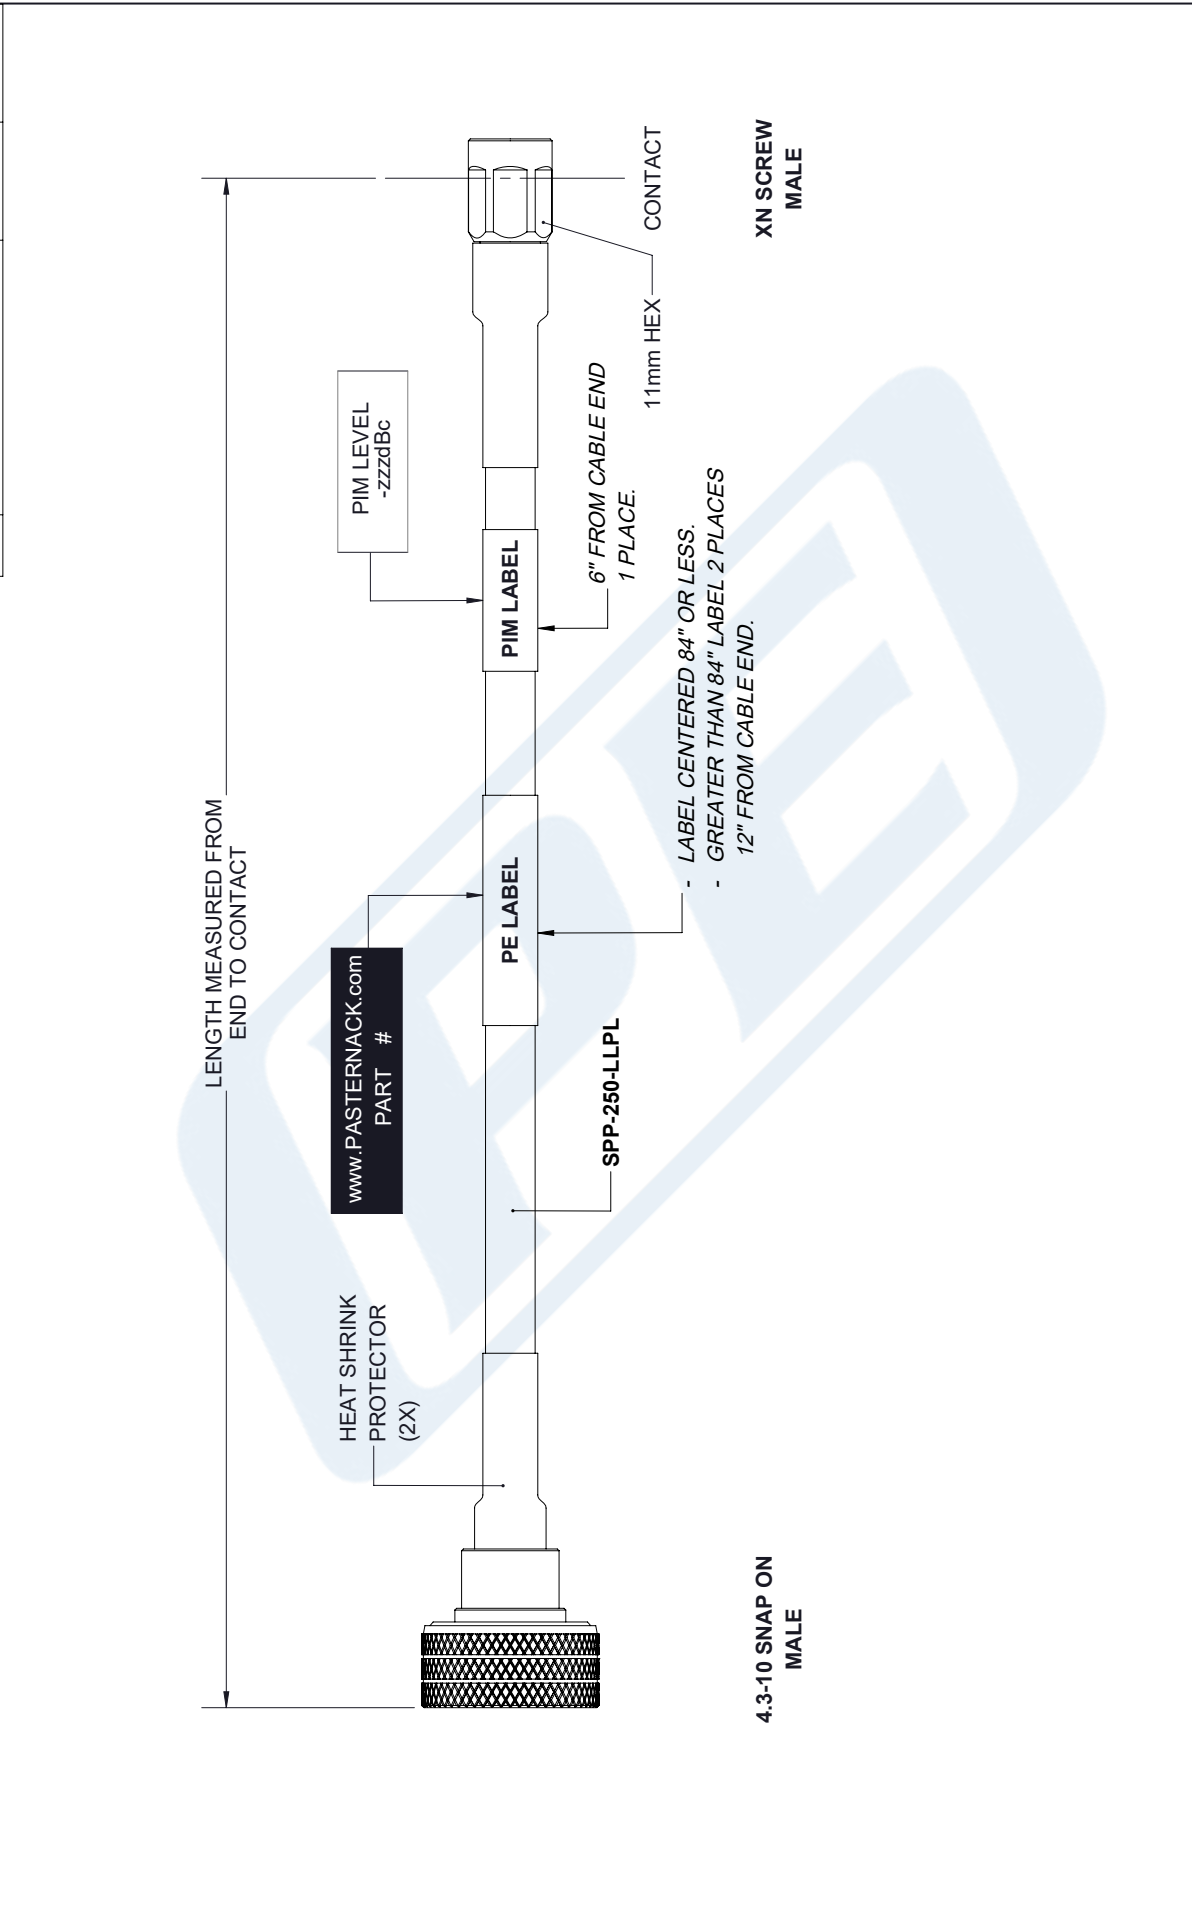 LENGTH MEASURED FROM
END TO CONTACT
HEAT SHRINK
PROTECTOR
(2X)
www.PASTERNACK.com
PART #
PIM LEVEL
-zzzdBc
PE LABEL
PIM LABEL
SPP-250-LLPL
6" FROM CABLE END
1 PLACE.
CONTACT
11mm HEX
- LABEL CENTERED 84" OR LESS.
- GREATER THAN 84" LABEL 2 PLACES
12" FROM CABLE END.
4.3-10 SNAP ON
MALE
XN SCREW
MALE
PE